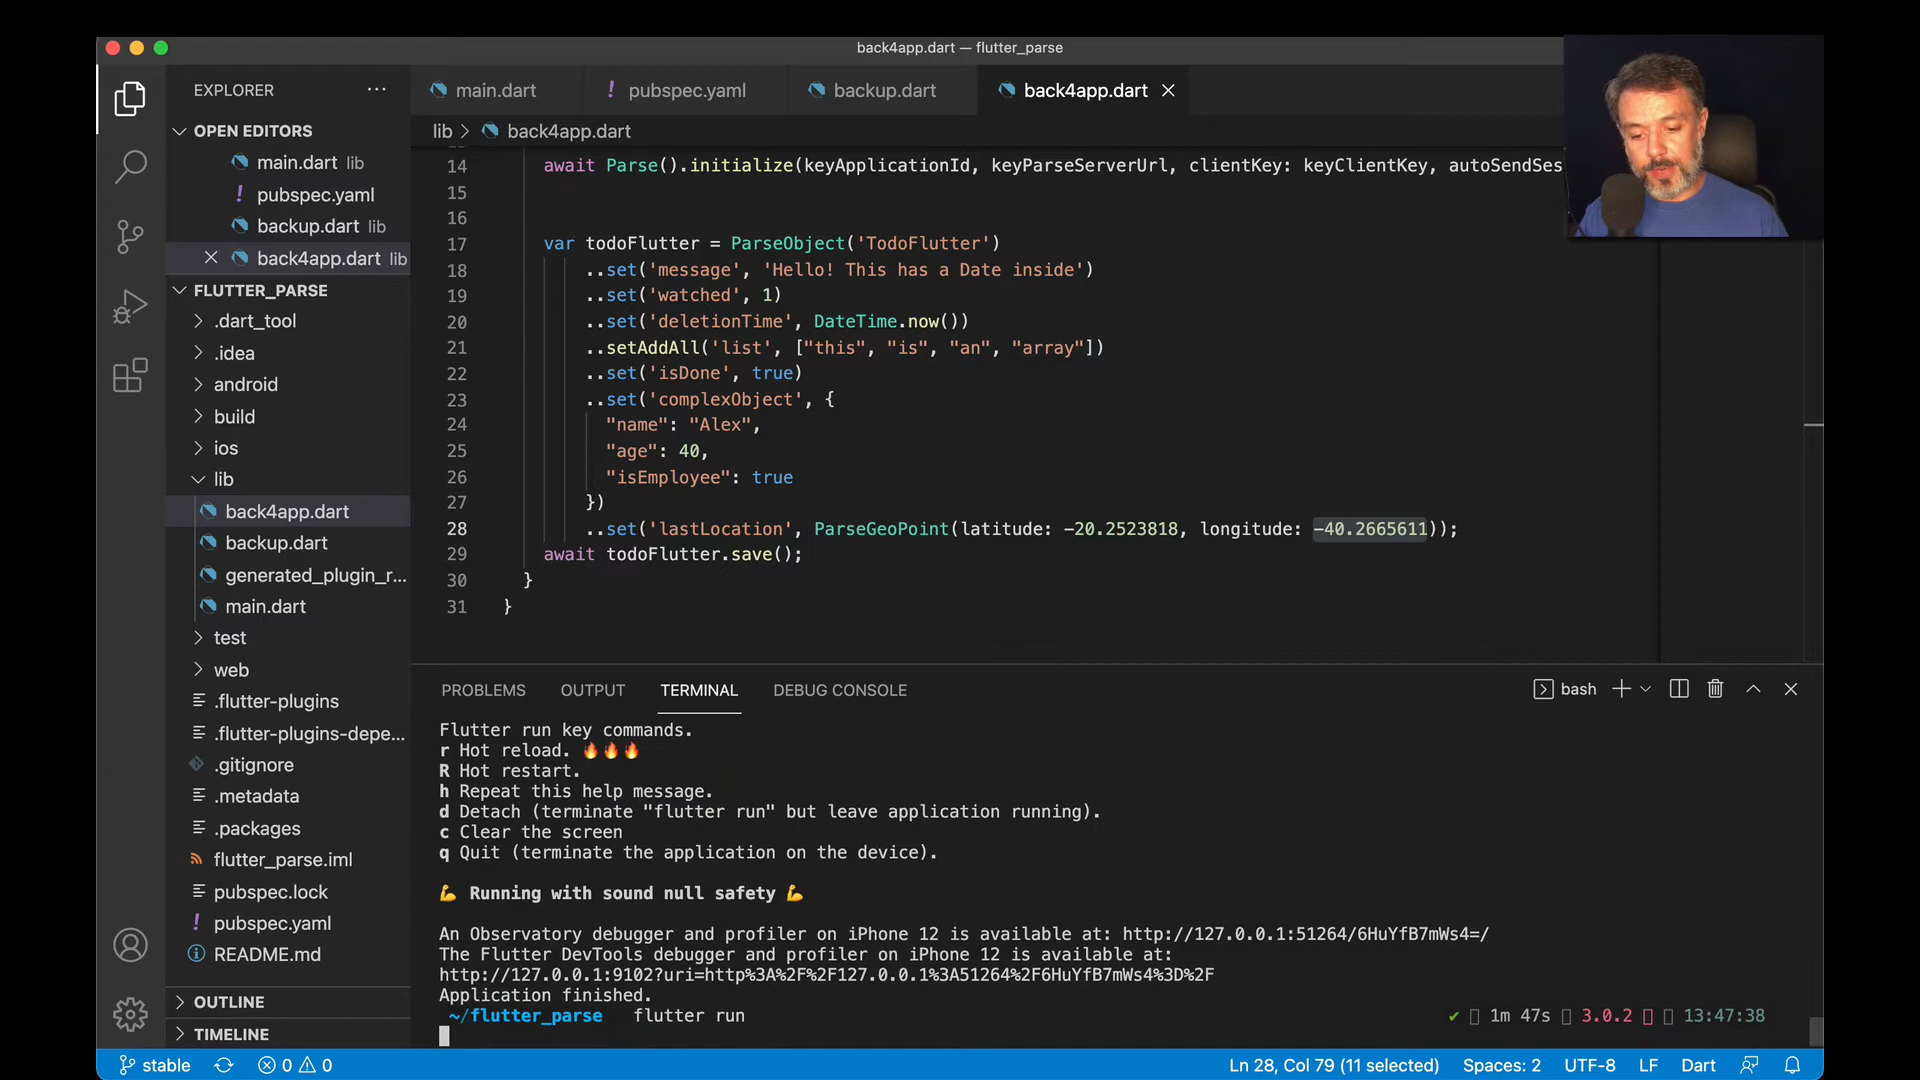 back4app.dart — flutter_parse
EXPLORER
main.dart
! pubspec.yaml
backup.dart
back4app.dart
OPEN EDITORS
main.dart lib
! pubspec.yaml
backup.dart lib
back4app.dart lib
FLUTTER_PARSE
.dart_tool
.idea
android
build
ios
lib
back4app.dart
backup.dart
generated_plugin_r...
main.dart
test
web
.flutter-plugins
.flutter-plugins-depe...
.gitignore
.metadata
.packages
flutter_parse.iml
pubspec.lock
! pubspec.yaml
README.md
OUTLINE
TIMELINE
lib > back4app.dart
14 await Parse().initialize(keyApplicationId, keyParseServerUrl, clientKey: keyClientKey, autoSendSes
15
16
17 var todoFlutter = ParseObject('TodoFlutter')
18 ..set('message', 'Hello! This has a Date inside')
19 ..set('watched', 1)
20 ..set('deletionTime', DateTime.now())
21 ..setAddAll('list', ["this", "is", "an", "array"])
22 ..set('isDone', true)
23 ..set('complexObject', {
24 "name": "Alex",
25 "age": 40,
26 "isEmployee": true
27 })
28 ..set('lastLocation', ParseGeoPoint(latitude: -20.2523818, longitude: -40.2665611));
29 await todoFlutter.save();
30 }
31 }
PROBLEMS OUTPUT TERMINAL DEBUG CONSOLE
bash
Flutter run key commands.
r Hot reload. 🔥🔥🔥
R Hot restart.
h Repeat this help message.
d Detach (terminate "flutter run" but leave application running).
c Clear the screen
q Quit (terminate the application on the device).
💪 Running with sound null safety 💪
An Observatory debugger and profiler on iPhone 12 is available at: http://127.0.0.1:51264/6HuYfB7mWs4=/
The Flutter DevTools debugger and profiler on iPhone 12 is available at:
http://127.0.0.1:9102?uri=http%3A%2F%2F127.0.0.1%3A51264%2F6HuYfB7mWs4%3D%2F
Application finished.
~/flutter_parse flutter run ✔ 1m 47s 3.0.2 13:47:38
stable 0 0 Ln 28, Col 79 (11 selected) Spaces: 2 UTF-8 LF Dart